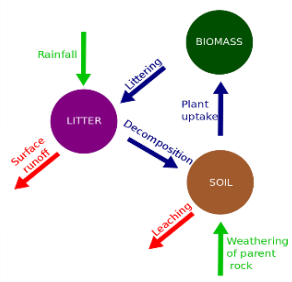 Rainfall
BIOMASS
Littering
LITTER
Plant
uptake
Decomposition
Surface
runoff
SOIL
Leaching
Weathering
of parent
rock